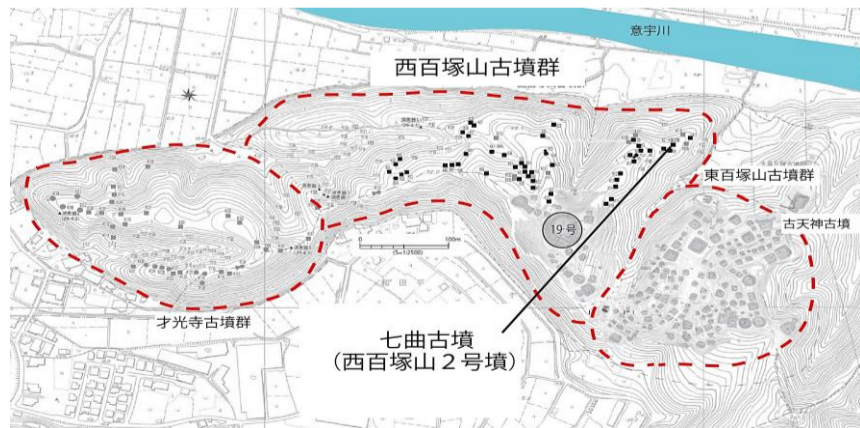 意宇川
西百塚山古墳群
東百塚山古墳群
古天神古墳
19号
0
100m
(S=1/2500)
才光寺古墳群
七曲古墳
(西百塚山２号墳)